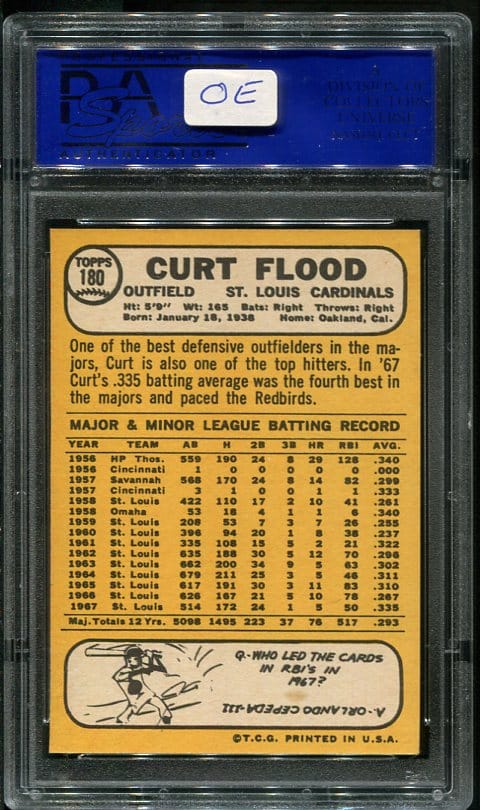 PSA
OE
A
DIVISION OF
COLLECTORS
UNIVERSE
AUTHENTICATOR
TOPPS
180
CURT FLOOD
OUTFIELD ST. LOUIS CARDINALS
Ht: 5'9" Wt: 165 Bats: Right Throws: Right
Born: January 18, 1938 Home: Oakland, Cal.
One of the best defensive outfielders in the ma-
jors, Curt is also one of the top hitters. In '67
Curt's .335 batting average was the fourth best in
the majors and paced the Redbirds.
MAJOR & MINOR LEAGUE BATTING RECORD
YEAR TEAM AB H 2B 3B HR RBI AVG.
1956 HP Thos. 559 190 24 8 29 128 .340
1956 Cincinnati 1 0 0 0 0 0 .000
1957 Savannah 568 170 24 8 14 82 .299
1957 Cincinnati 3 1 0 0 1 1 .333
1958 St. Louis 422 110 17 2 10 41 .261
1958 Omaha 53 18 4 1 1 6 .340
1959 St. Louis 208 53 7 3 7 26 .255
1960 St. Louis 396 94 20 1 8 38 .237
1961 St. Louis 335 108 15 5 2 21 .322
1962 St. Louis 635 188 30 5 12 70 .296
1963 St. Louis 662 200 34 9 5 63 .302
1964 St. Louis 679 211 25 3 5 46 .311
1965 St. Louis 617 191 30 3 11 83 .310
1966 St. Louis 626 167 21 5 10 78 .267
1967 St. Louis 514 172 24 1 5 50 .335
Maj. Totals 12 Yrs. 5098 1495 223 37 76 517 .293
Q-WHO LED THE CARDS
IN RBI'S IN
1967?
A-ORLANDO CEPEDA-111
©T.C.G. PRINTED IN U.S.A.